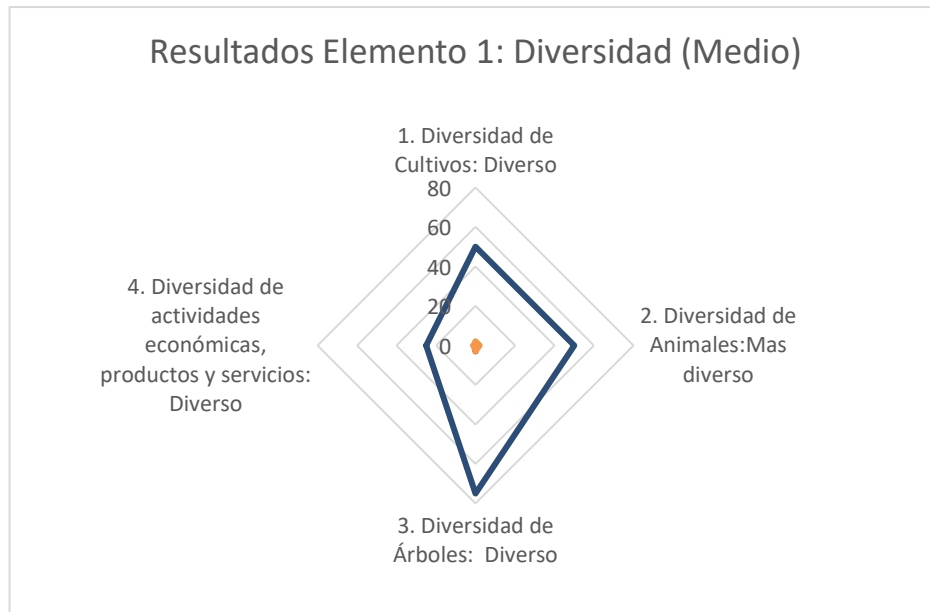 Resultados Elemento 1: Diversidad (Medio)
1. Diversidad de
Cultivos: Diverso
80
60
40
20
0
2. Diversidad de
Animales:Mas
diverso
3. Diversidad de
Árboles:  Diverso
4. Diversidad de
actividades
económicas,
productos y servicios:
Diverso